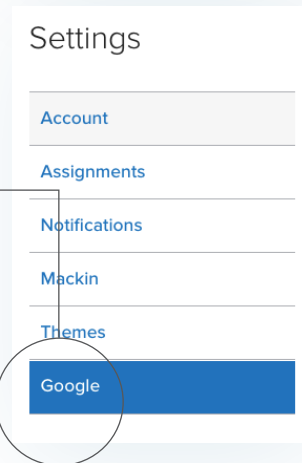 Settings
Account
Assignments
Notifications
Mackin
Themes
Google